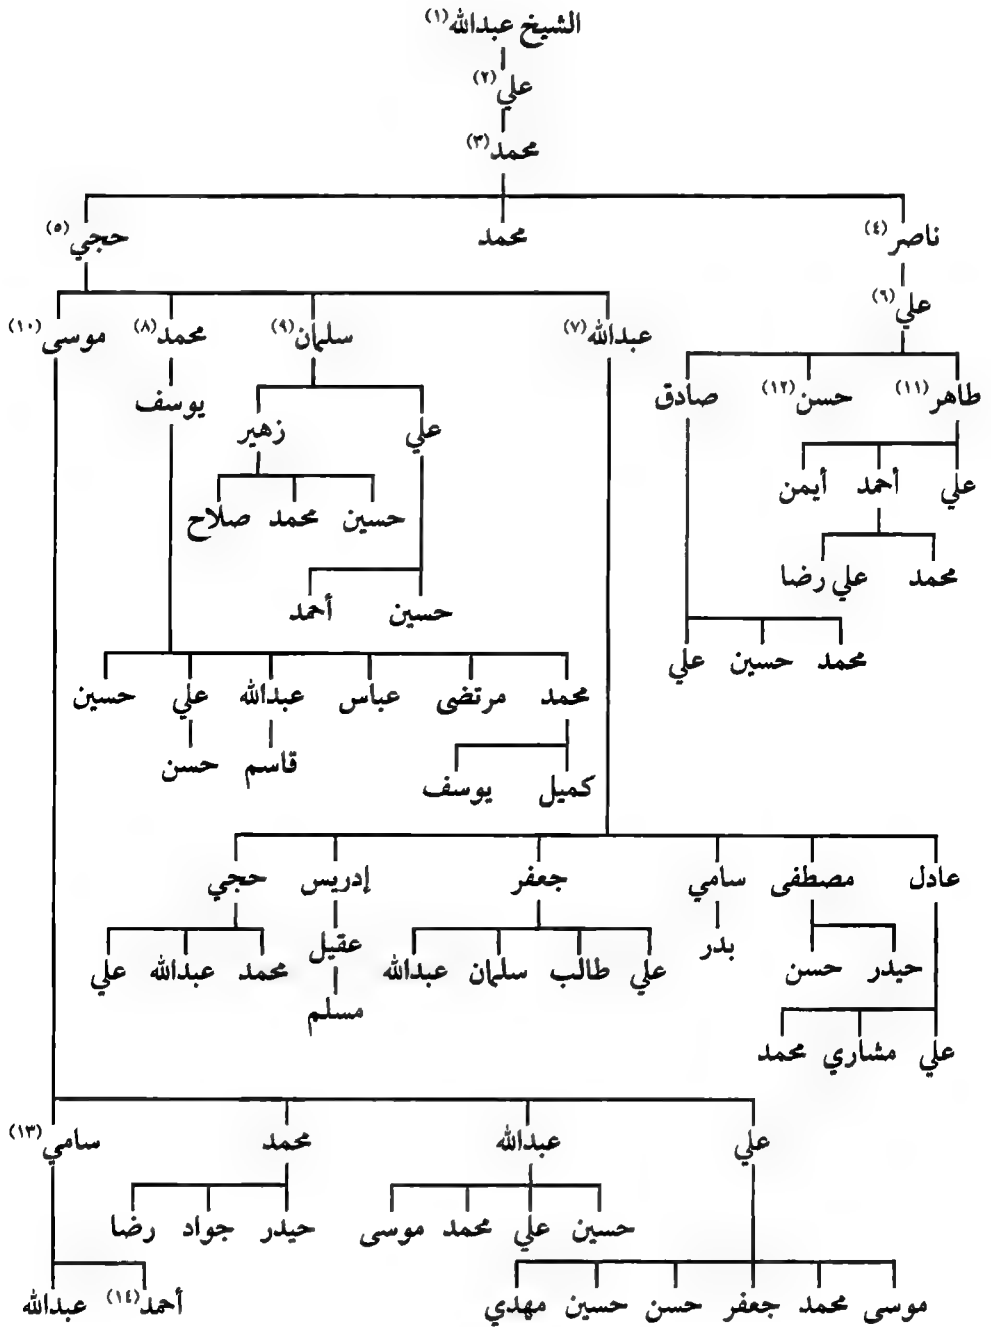 الشيخ عبدالله(١)
علي(٢)
محمد(٣)
ناصر(٤) محمد حجي(٥)
علي(٦)
عبدالله(٧) سلمان(٩) محمد(٨) موسى(١٠)
طاهر(١١) حسن(١٢) صادق يوسف
علي زهير
علي أحمد أيمن
حسين محمد صلاح
محمد علي رضا
حسين أحمد
محمد حسين علي
محمد مرتضى عباس عبدالله علي حسين
قاسم حسن
كميل يوسف
عادل مصطفى سامي جعفر إدريس حجي
بدر عقيل
حيدر حسن علي طالب سلمان عبدالله محمد عبدالله علي
مسلم
علي مشاري محمد
علي عبدالله محمد سامي(١٣)
حسين علي محمد موسى حيدر جواد رضا
موسى محمد جعفر حسن حسين مهدي أحمد(١٤) عبدالله